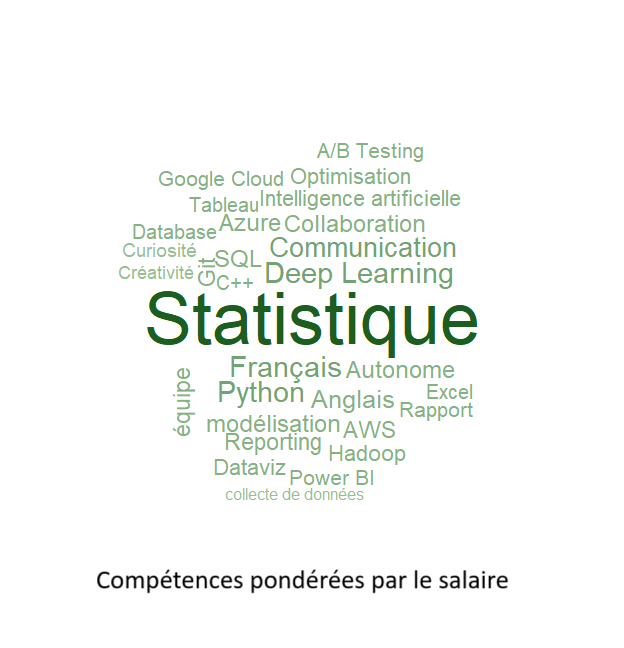 A/B Testing
Google Cloud Optimisation
Tableau Intelligence artificielle
Database Azure Collaboration
Curiosité Git SQL Communication
Créativité C++ Deep Learning
Statistique
équipe Français Autonome
Python Anglais Excel
Rapport
modélisation AWS
Reporting Hadoop
Dataviz Power BI
collecte de données
Compétences pondérées par le salaire